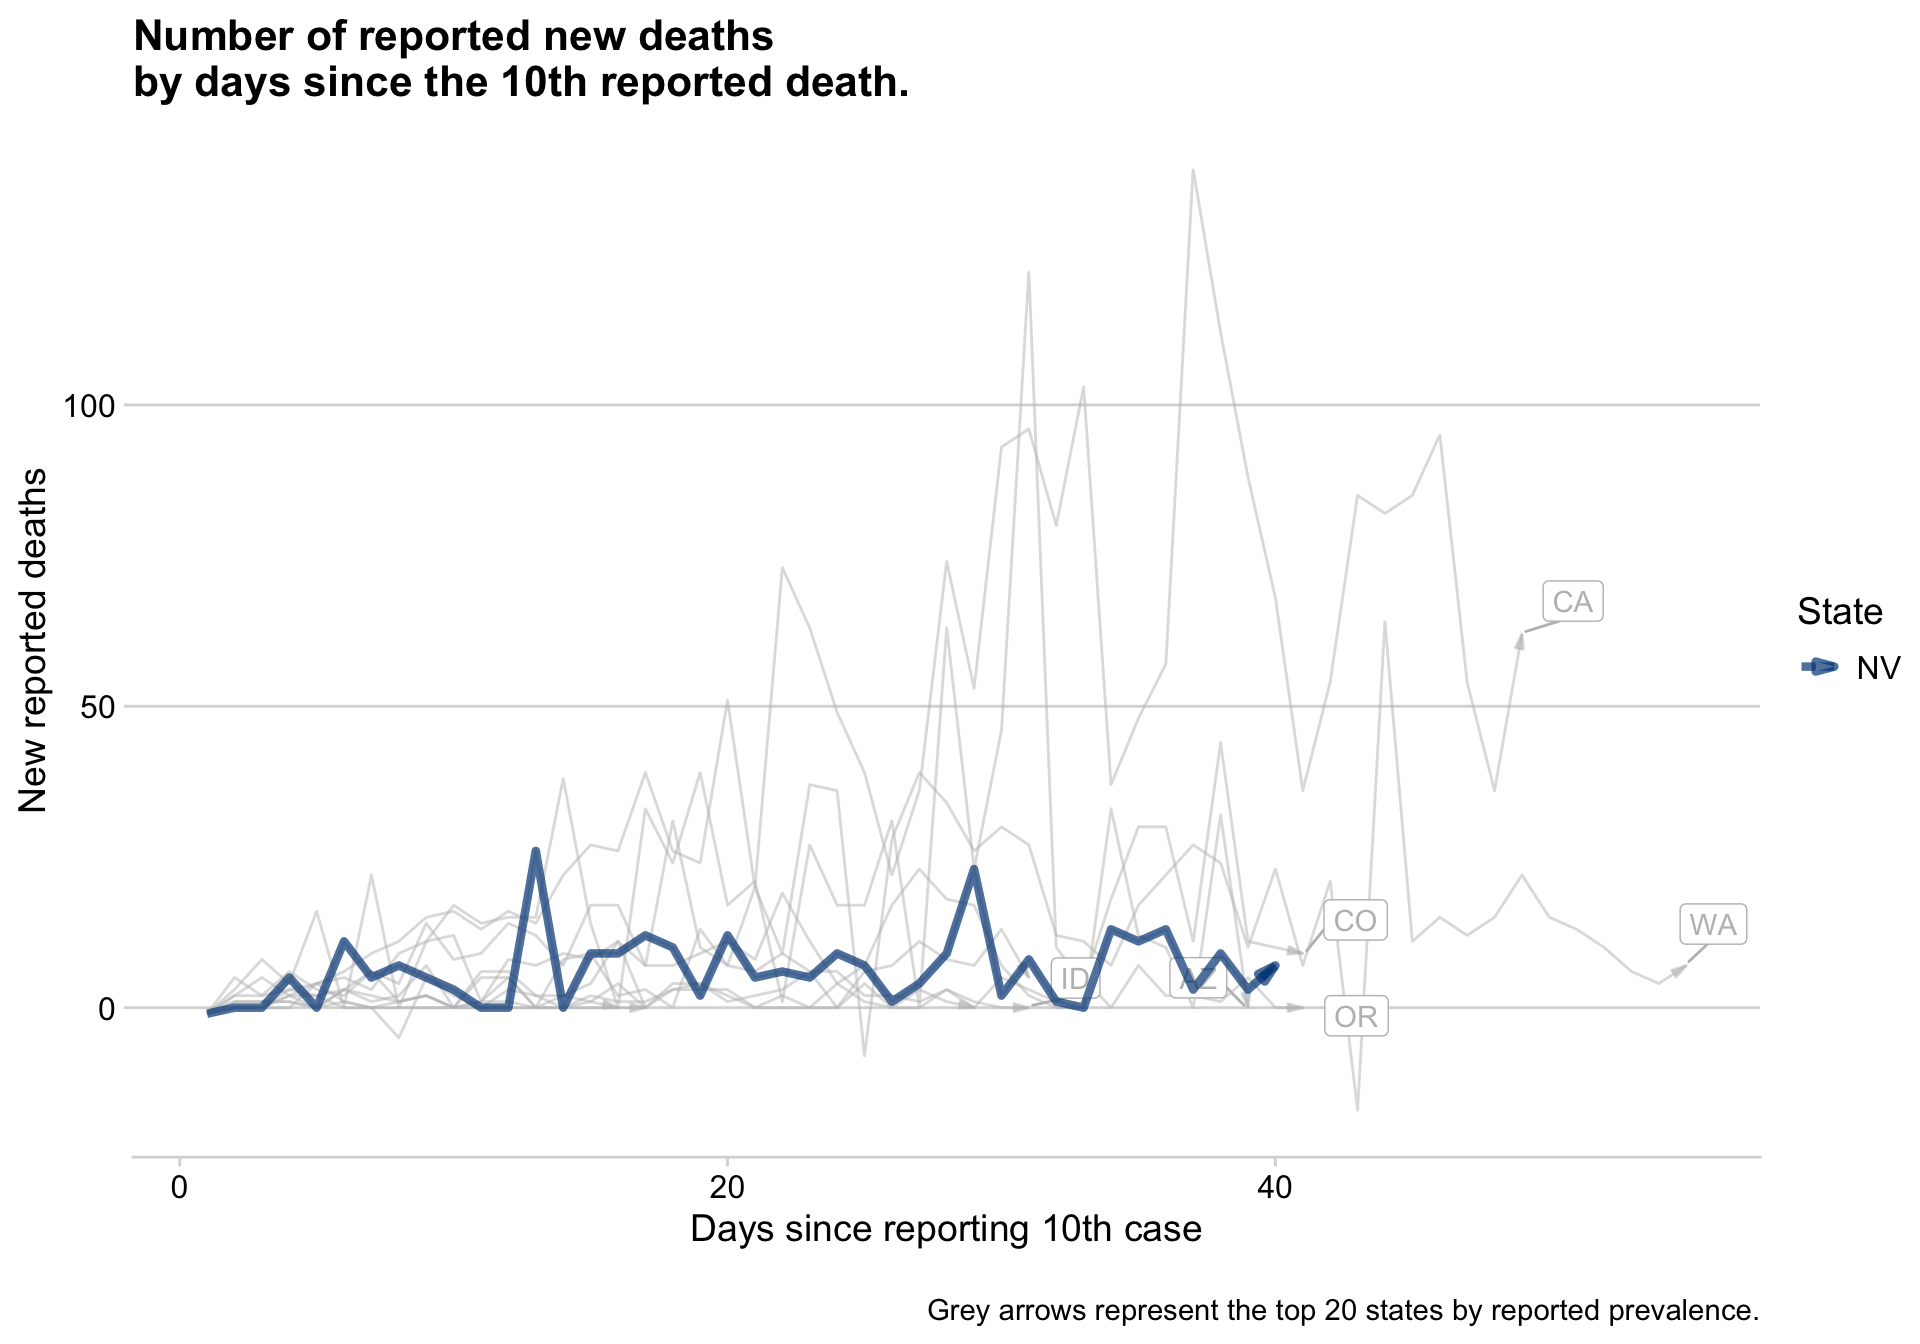 Number of reported new deaths
by days since the 10th reported death.
New reported deaths
100
50
0
CA
CO
WA
ID
AZ
OR
0
20
40
Days since reporting 10th case
State
NV
Grey arrows represent the top 20 states by reported prevalence.